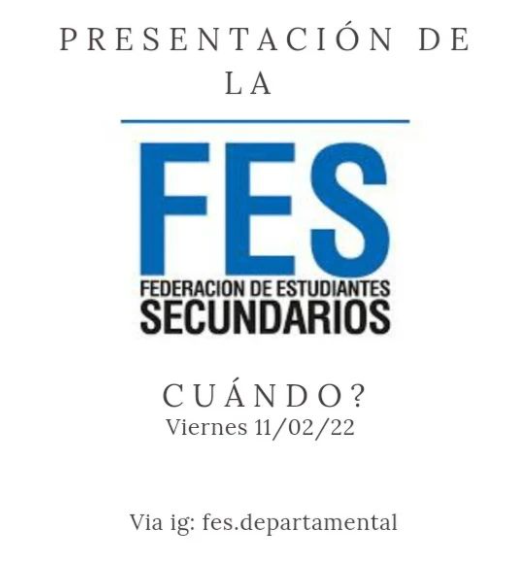 PRESENTACIÓN DE
LA
FES
FEDERACION DE ESTUDIANTES
SECUNDARIOS
CUÁNDO?
Viernes 11/02/22
Via ig: fes.departamental